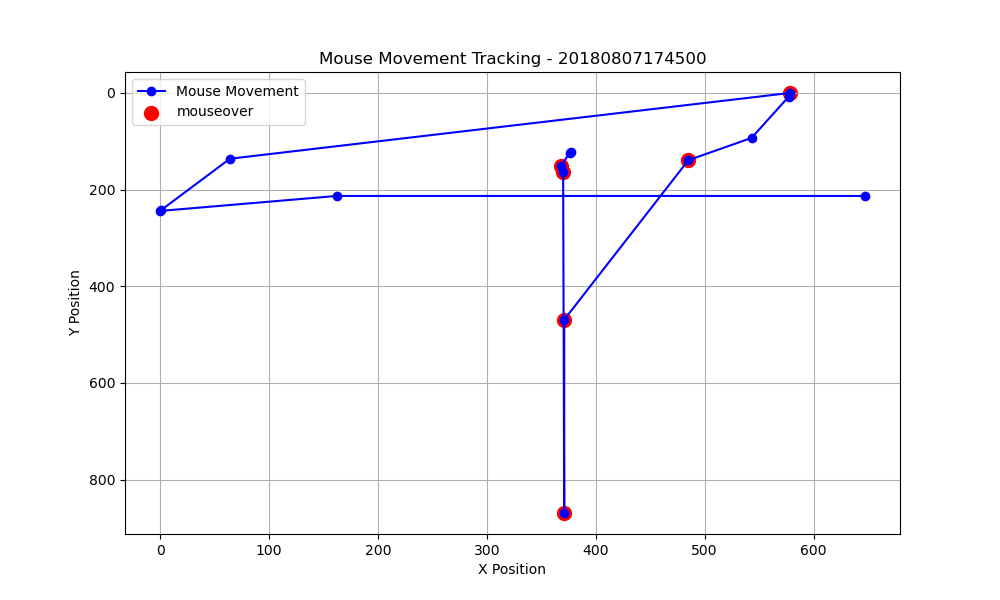 Mouse Movement Tracking - 20180807174500
Mouse Movement
mouseover
0
200
400
600
800
Y Position
0 100 200 300 400 500 600
X Position